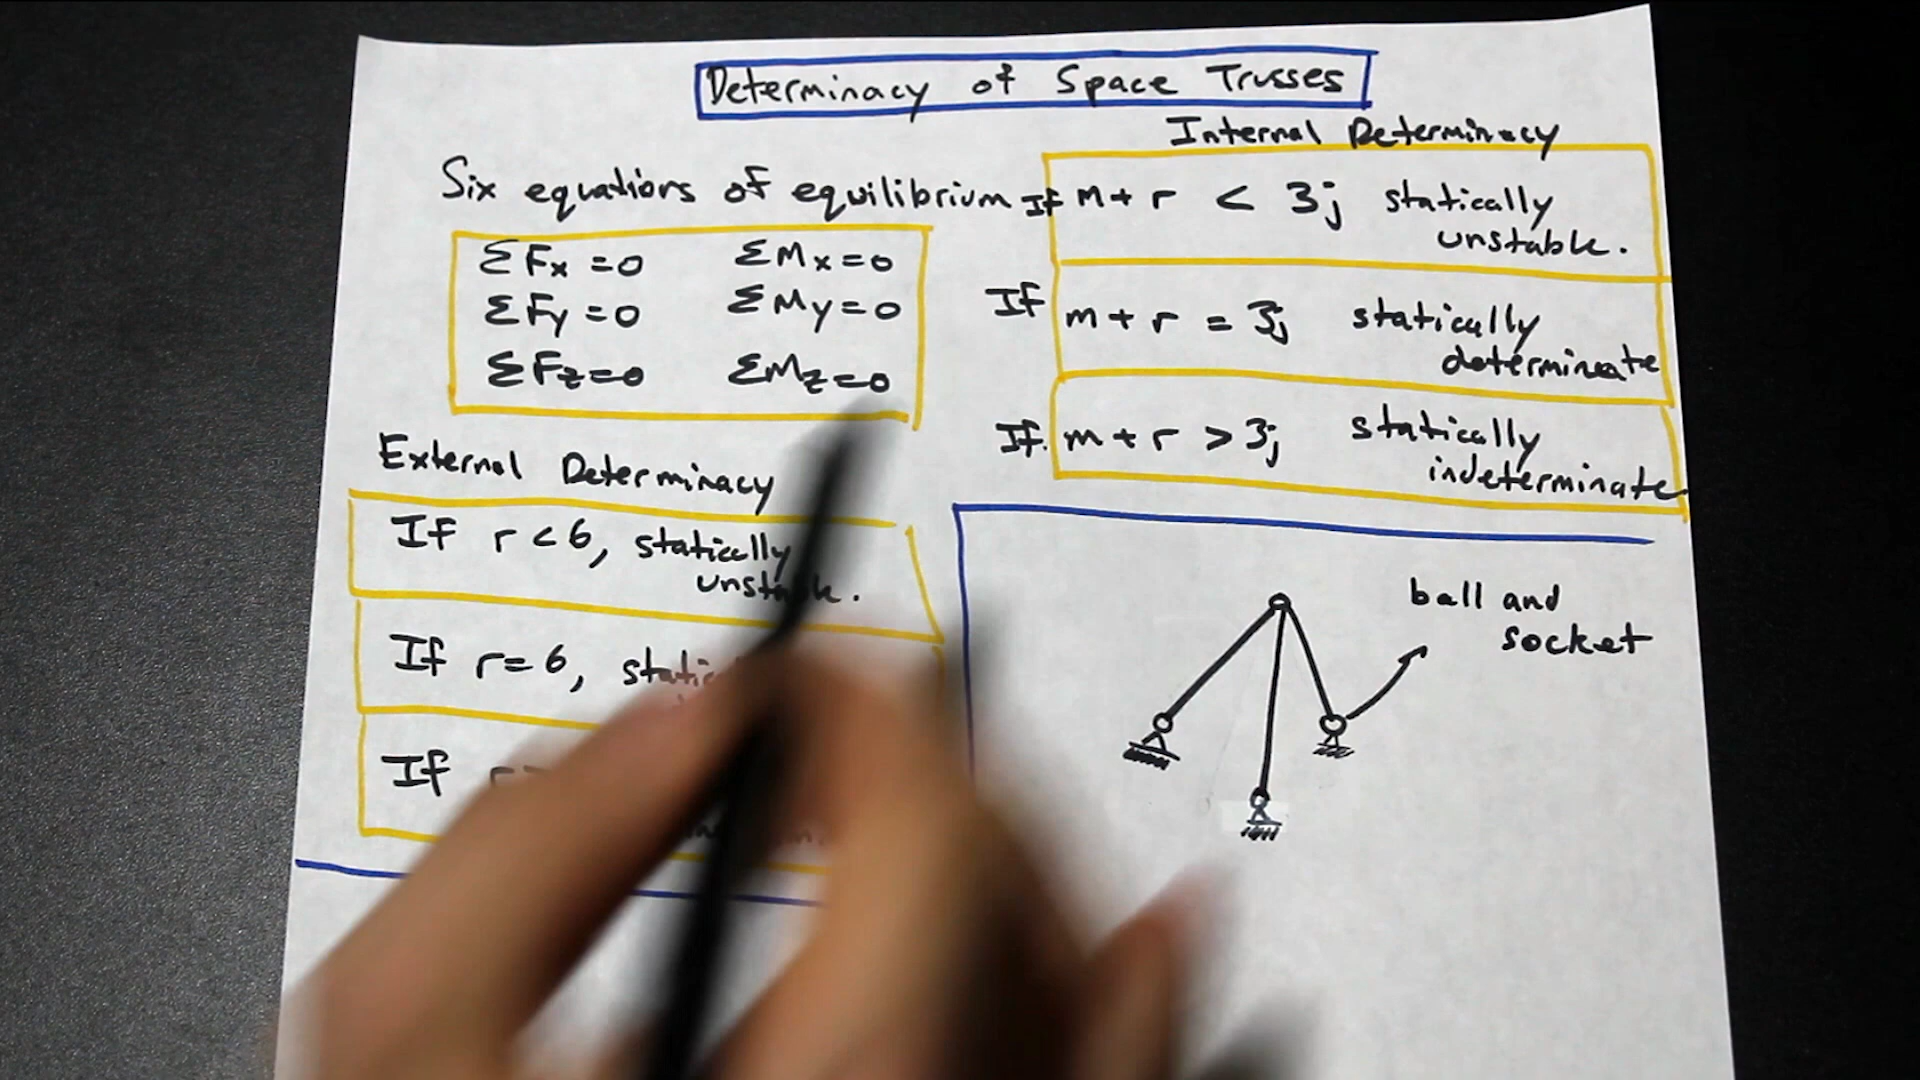 Determinacy of Space Trusses
Six equations of equilibrium
ΣFx=0 ΣMx=0
ΣFy=0 ΣMy=0
ΣFz=0 ΣMz=0
External Determinacy
If r<6, statically
unstable.
If r=6,
If
Internal Determinacy
If m+r < 3j statically
unstable.
If m+r = 3j statically
determinate
If m+r > 3j statically
indeterminate
ball and
socket